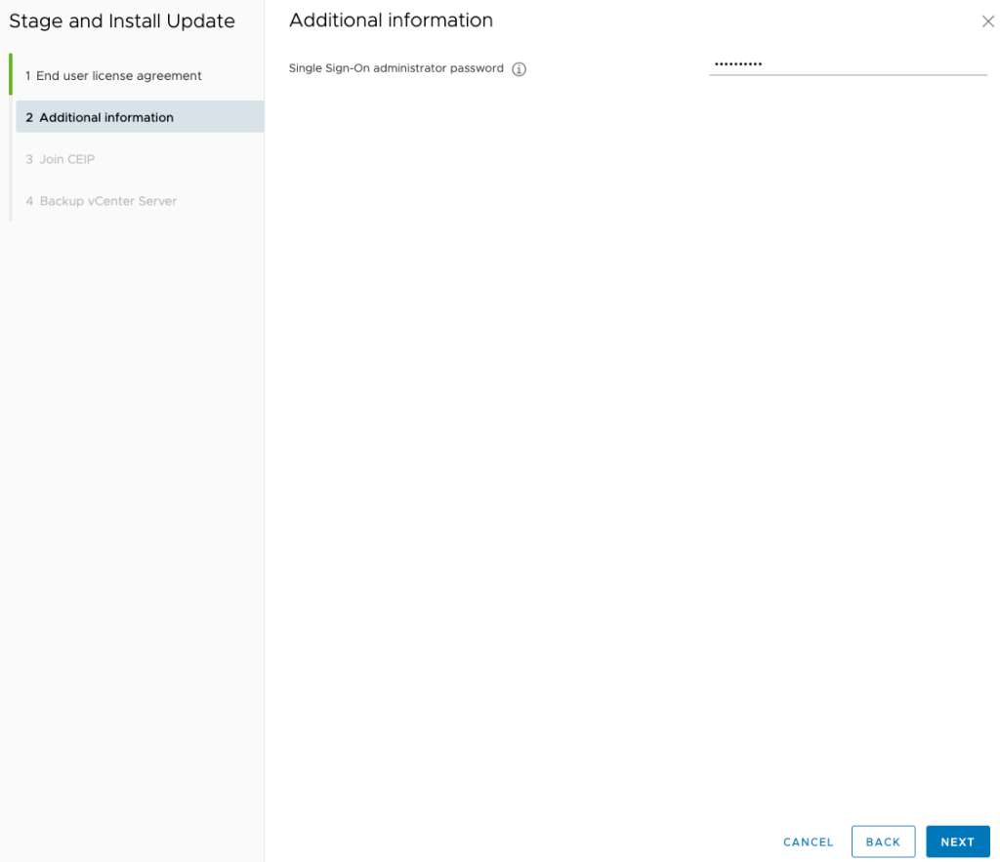 Stage and Install Update
1 End user license agreement
2 Additional information
3 Join CEIP
4 Backup vCenter Server
Additional information
Single Sign-On administrator password
••••••••••
CANCEL
BACK
NEXT